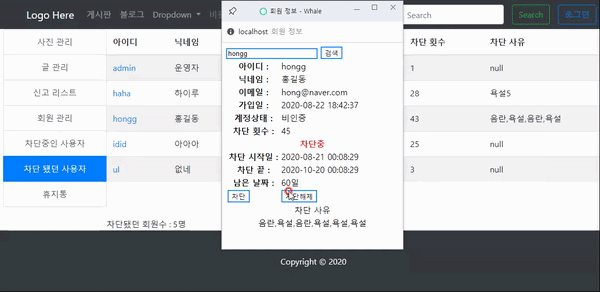 Logo Here 게시판 블로그 Dropdown Search Search 로그인
회원 정보 - Whale
localhost 회원 정보
사진 관리
글 관리
신고 리스트
회원 관리
차단중인 사용자
차단 됐던 사용자
휴지통
아이디 닉네임 차단 횟수 차단 사유
admin 운영자 1 null
haha 하이루 28 욕설5
hongg 홍길동 43 음란,욕설,음란,욕설
idid 아아아 25 null
ul 없네 3 null
차단됐던 회원수 : 5명
hongg 검색
아이디 : hongg
닉네임 : 홍길동
이메일 : hong@naver.com
가입일 : 2020-08-22 18:42:37
계정상태 : 비인증
차단 횟수 : 45
차단중
차단 시작일 : 2020-08-21 00:08:29
차단 끝 : 2020-10-20 00:08:29
남은 날짜 : 60일
차단 차단해제
차단 사유
음란,욕설,음란,욕설,욕설,욕설
Copyright © 2020